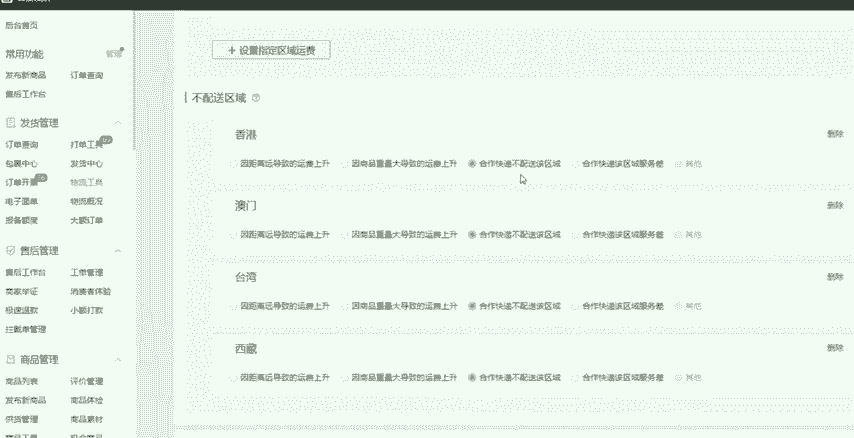 后台首页
常用功能
管理
发布新商品 订单查询
售后工作台
发货管理
订单查询 打单工具
包裹中心 发货中心
订单开票 物流工具
电子面单 物流概况
报备额度 大额订单
售后管理
售后工作台 工单管理
商家举证 消费者体验
极速退款 小额打款
拦截单管理
商品管理
商品列表 评价管理
发布新商品 商品体检
供货管理 商品素材
+ 设置指定区域运费
不配送区域
香港 删除
因距离远导致的运费上升 因商品重量大导致的运费上升 合作快递不配送该区域 合作快递该区域服务差 其他
澳门 删除
因距离远导致的运费上升 因商品重量大导致的运费上升 合作快递不配送该区域 合作快递该区域服务差 其他
台湾 删除
因距离远导致的运费上升 因商品重量大导致的运费上升 合作快递不配送该区域 合作快递该区域服务差 其他
西藏 删除
因距离远导致的运费上升 因商品重量大导致的运费上升 合作快递不配送该区域 合作快递该区域服务差 其他